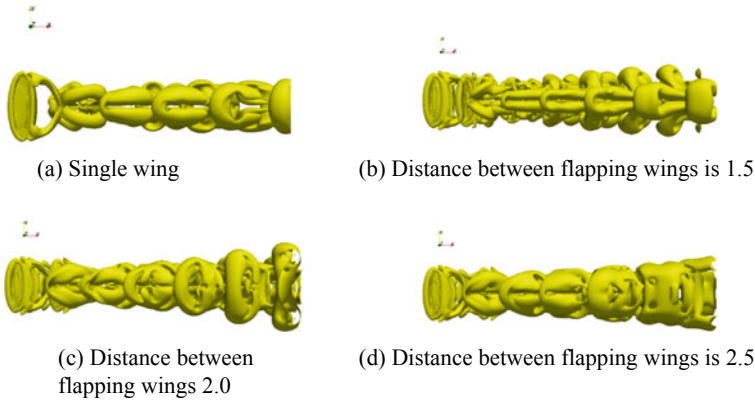 (a) Single wing
(b) Distance between flapping wings is 1.5
(c) Distance between
flapping wings 2.0
(d) Distance between flapping wings is 2.5